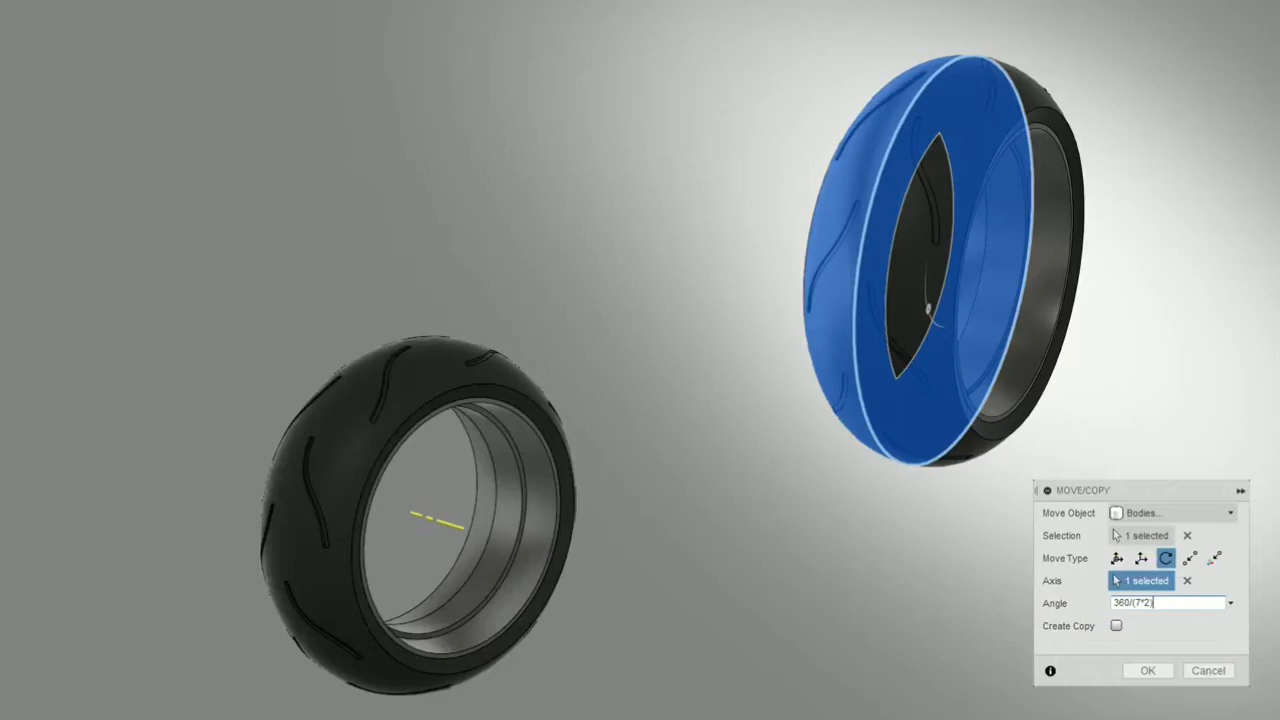 MOVE/COPY
Move Object Bodies...
Selection 1 selected
Move Type
Axis 1 selected
Angle 360/(7*2)
Create Copy
OK Cancel